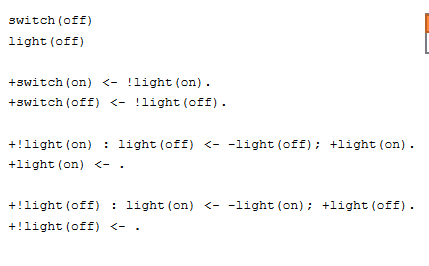 switch(off)
light(off)
+switch(on) <- !light(on).
+switch(off) <- !light(off).
+!light(on) : light(off) <- -light(off); +light(on).
+light(on) <- .
+!light(off) : light(on) <- -light(on); +light(off).
+!light(off) <- .